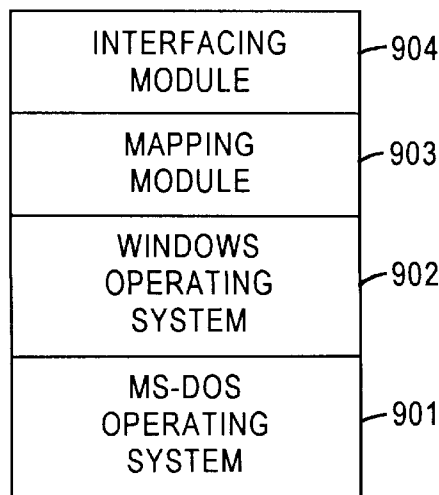 INTERFACING
MODULE
904
MAPPING
MODULE
903
WINDOWS
OPERATING
SYSTEM
902
MS-DOS
OPERATING
SYSTEM
901